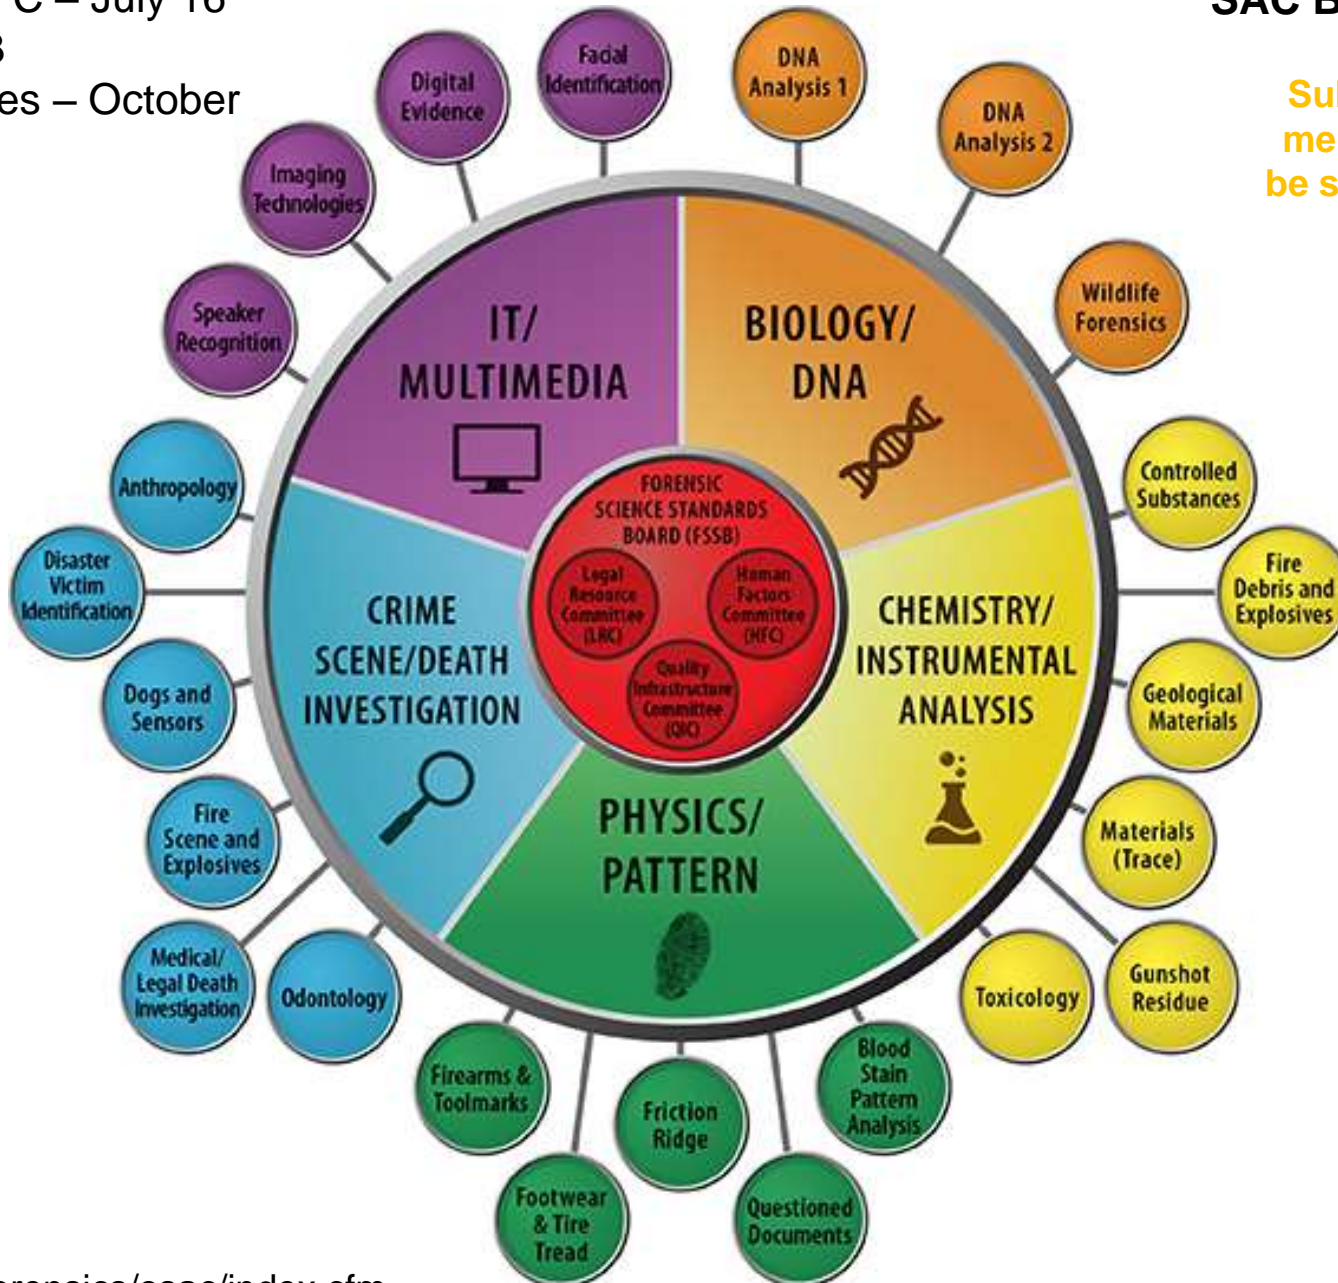 C – July 16
es – October
SAC B
be s
Facial
Identification
Digital
Evidence
Imaging
Technologies
Speaker
Recognition
DNA
Analysis 1
DNA
Analysis 2
Wildlife
Forensics
IT/
MULTIMEDIA
BIOLOGY/
DNA
FORENSIC
SCIENCE STANDARDS
BOARD (FSSB)
Legal
Resource
Committee
(LRC)
Human
Factors
Committee
(HFC)
Quality
Infrastructure
Committee
(QIC)
CRIME
SCENE/DEATH
INVESTIGATION
CHEMISTRY/
INSTRUMENTAL
ANALYSIS
PHYSICS/
PATTERN
Anthropology
Disaster
Victim
Identification
Dogs and
Sensors
Fire
Scene and
Explosives
Medical/
Legal Death
Investigation
Odontology
Controlled
Substances
Fire
Debris and
Explosives
Geological
Materials
Materials
(Trace)
Gunshot
Residue
Toxicology
Firearms &
Toolmarks
Footwear
& Tire
Tread
Friction
Ridge
Questioned
Documents
Blood
Stain
Pattern
Analysis